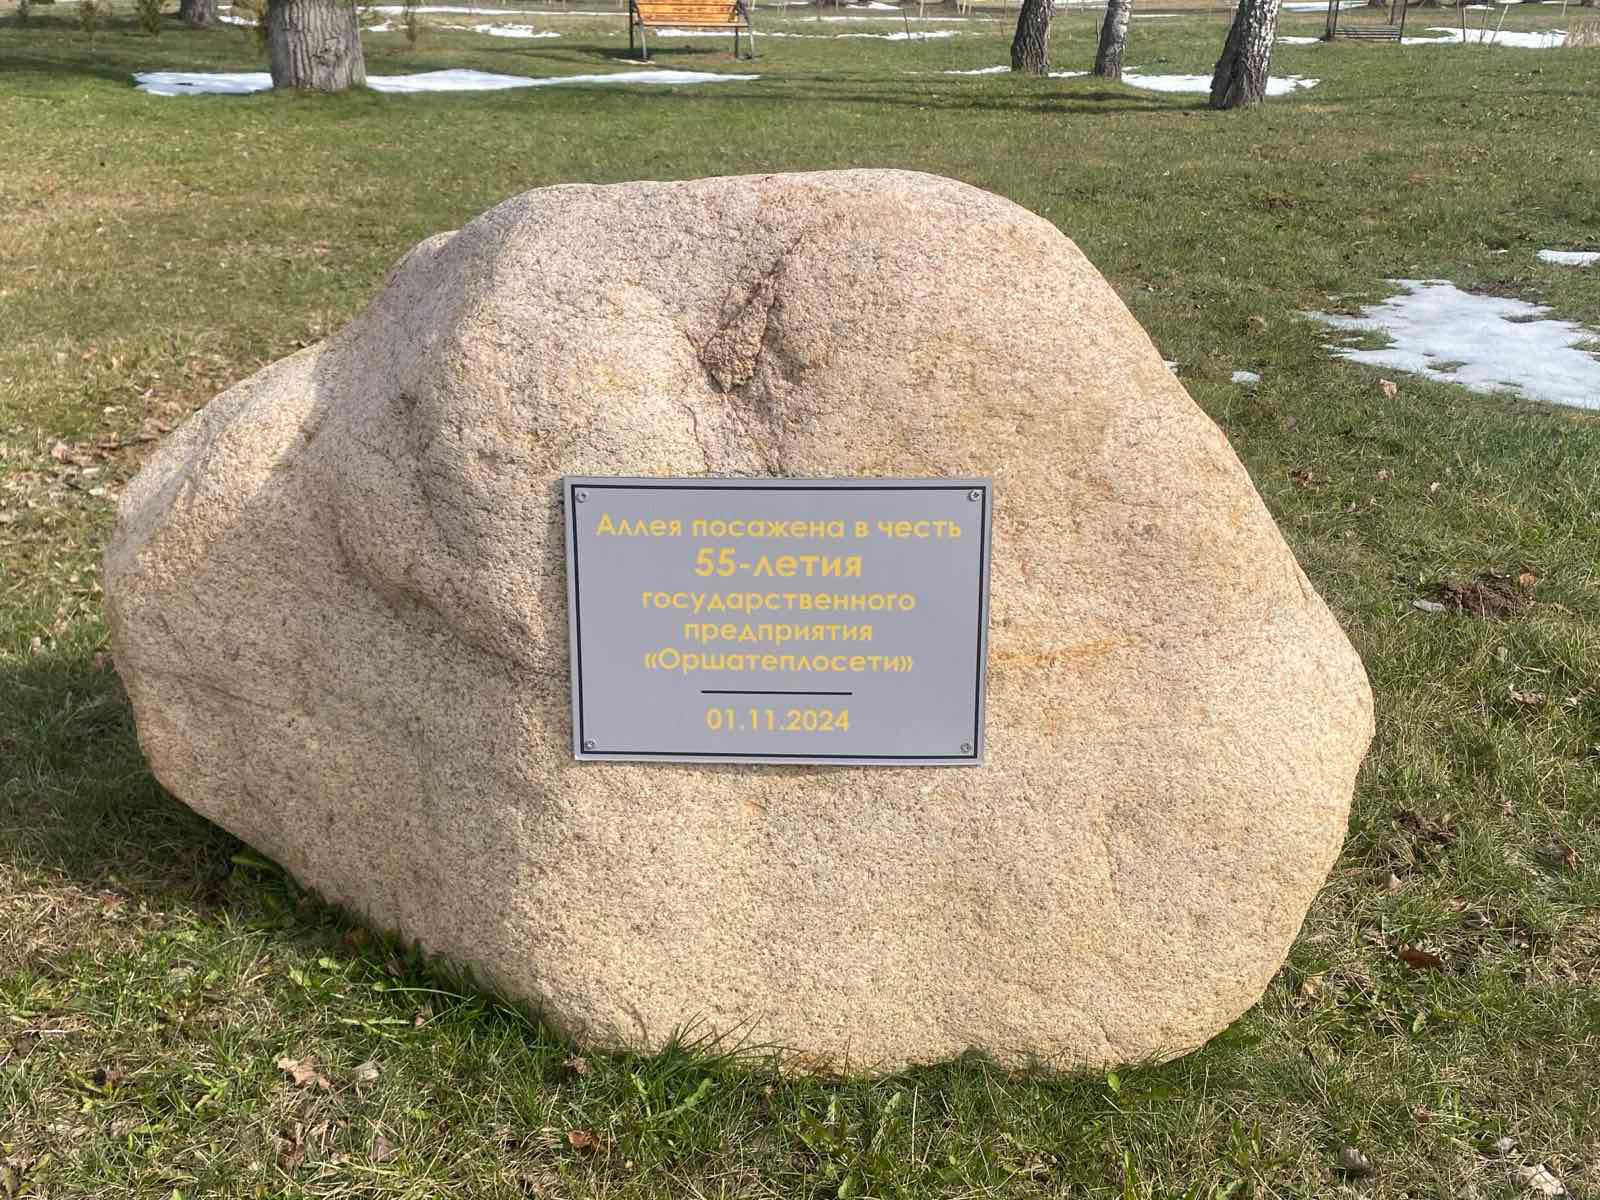 Аллея посажена в честь
55-летия
государственного
предприятия
«Оршатеплосети»
01.11.2024